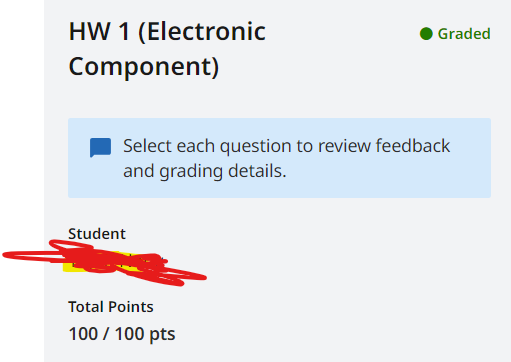 HW 1 (Electronic
Component)
Graded
Select each question to review feedback
and grading details.
Student
Total Points
100 / 100 pts